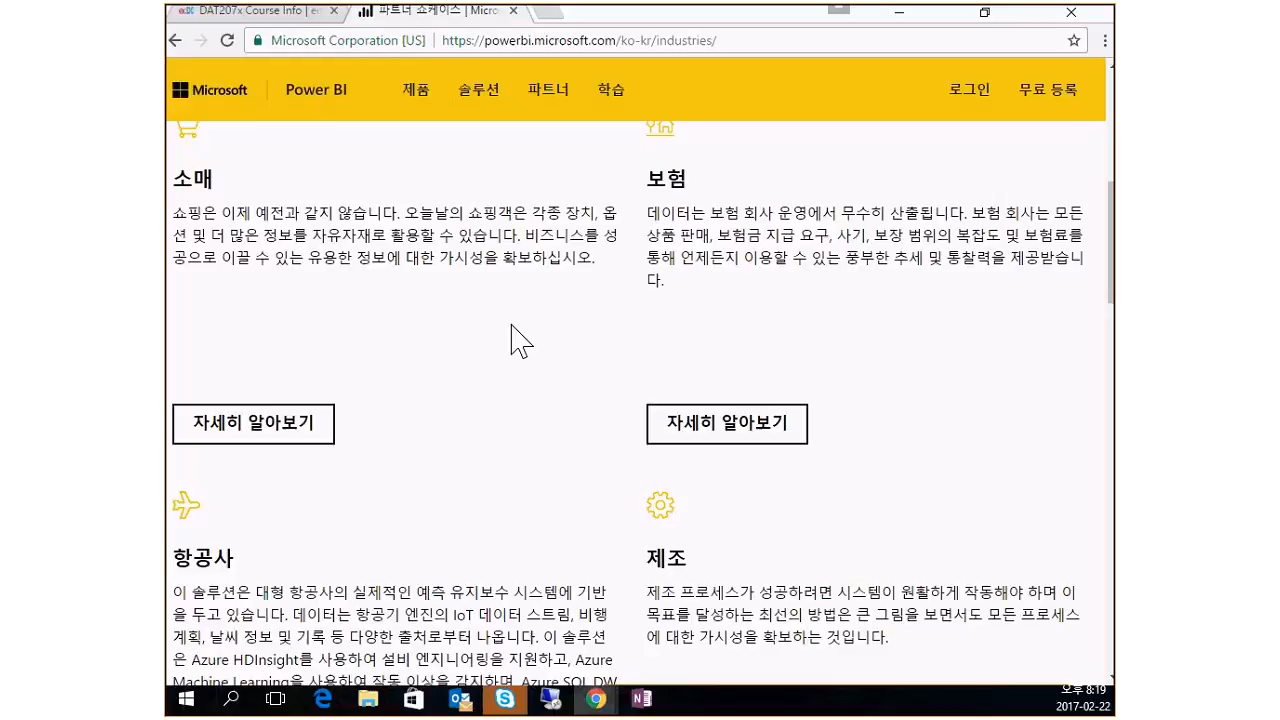 DAT207x Course Info | e
파트너 쇼케이스 | Micro
Microsoft Corporation [US] | https://powerbi.microsoft.com/ko-kr/industries/
Microsoft Power BI 제품 솔루션 파트너 학습 로그인 무료 등록
소매
쇼핑은 이제 예전과 같지 않습니다. 오늘날의 쇼핑객은 각종 장치, 옵
션 및 더 많은 정보를 자유자재로 활용할 수 있습니다. 비즈니스를 성
공으로 이끌 수 있는 유용한 정보에 대한 가시성을 확보하십시오.
자세히 알아보기
보험
데이터는 보험 회사 운영에서 무수히 산출됩니다. 보험 회사는 모든
상품 판매, 보험금 지급 요구, 사기, 보장 범위의 복잡도 및 보험료를
통해 언제든지 이용할 수 있는 풍부한 추세 및 통찰력을 제공받습니
다.
자세히 알아보기
항공사
이 솔루션은 대형 항공사의 실제적인 예측 유지보수 시스템에 기반
을 두고 있습니다. 데이터는 항공기 엔진의 IoT 데이터 스트림, 비행
계획, 날씨 정보 및 기록 등 다양한 출처로부터 나옵니다. 이 솔루션
은 Azure HDInsight를 사용하여 설비 엔지니어링을 지원하고, Azure
Machine Learning을 사용하여 작동 이상을 감지하며, Azure SQL DW
제조
제조 프로세스가 성공하려면 시스템이 원활하게 작동해야 하며 이
목표를 달성하는 최선의 방법은 큰 그림을 보면서도 모든 프로세스
에 대한 가시성을 확보하는 것입니다.
오후 8:19
2017-02-22